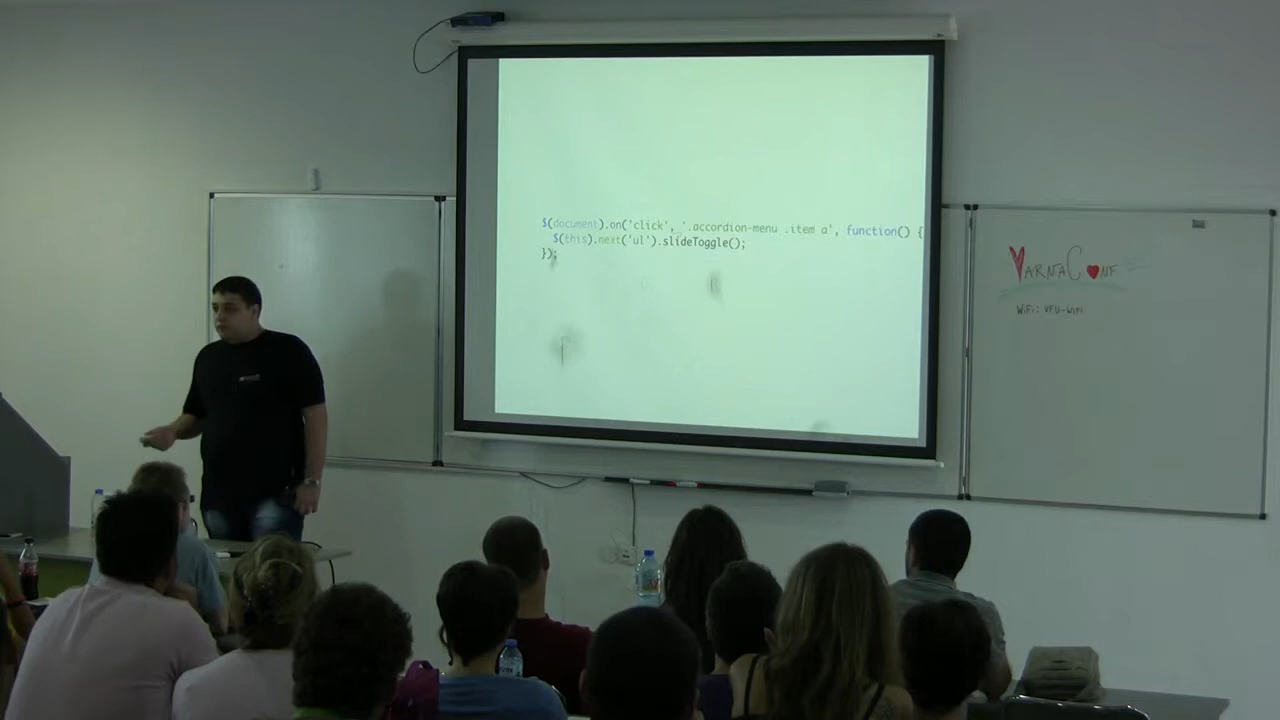 $(document).on('click', '.accordion-menu .item a', function() {
  $(this).next('ul').slideToggle();
});
VarnaConf
WiFi: VFU-WiFi